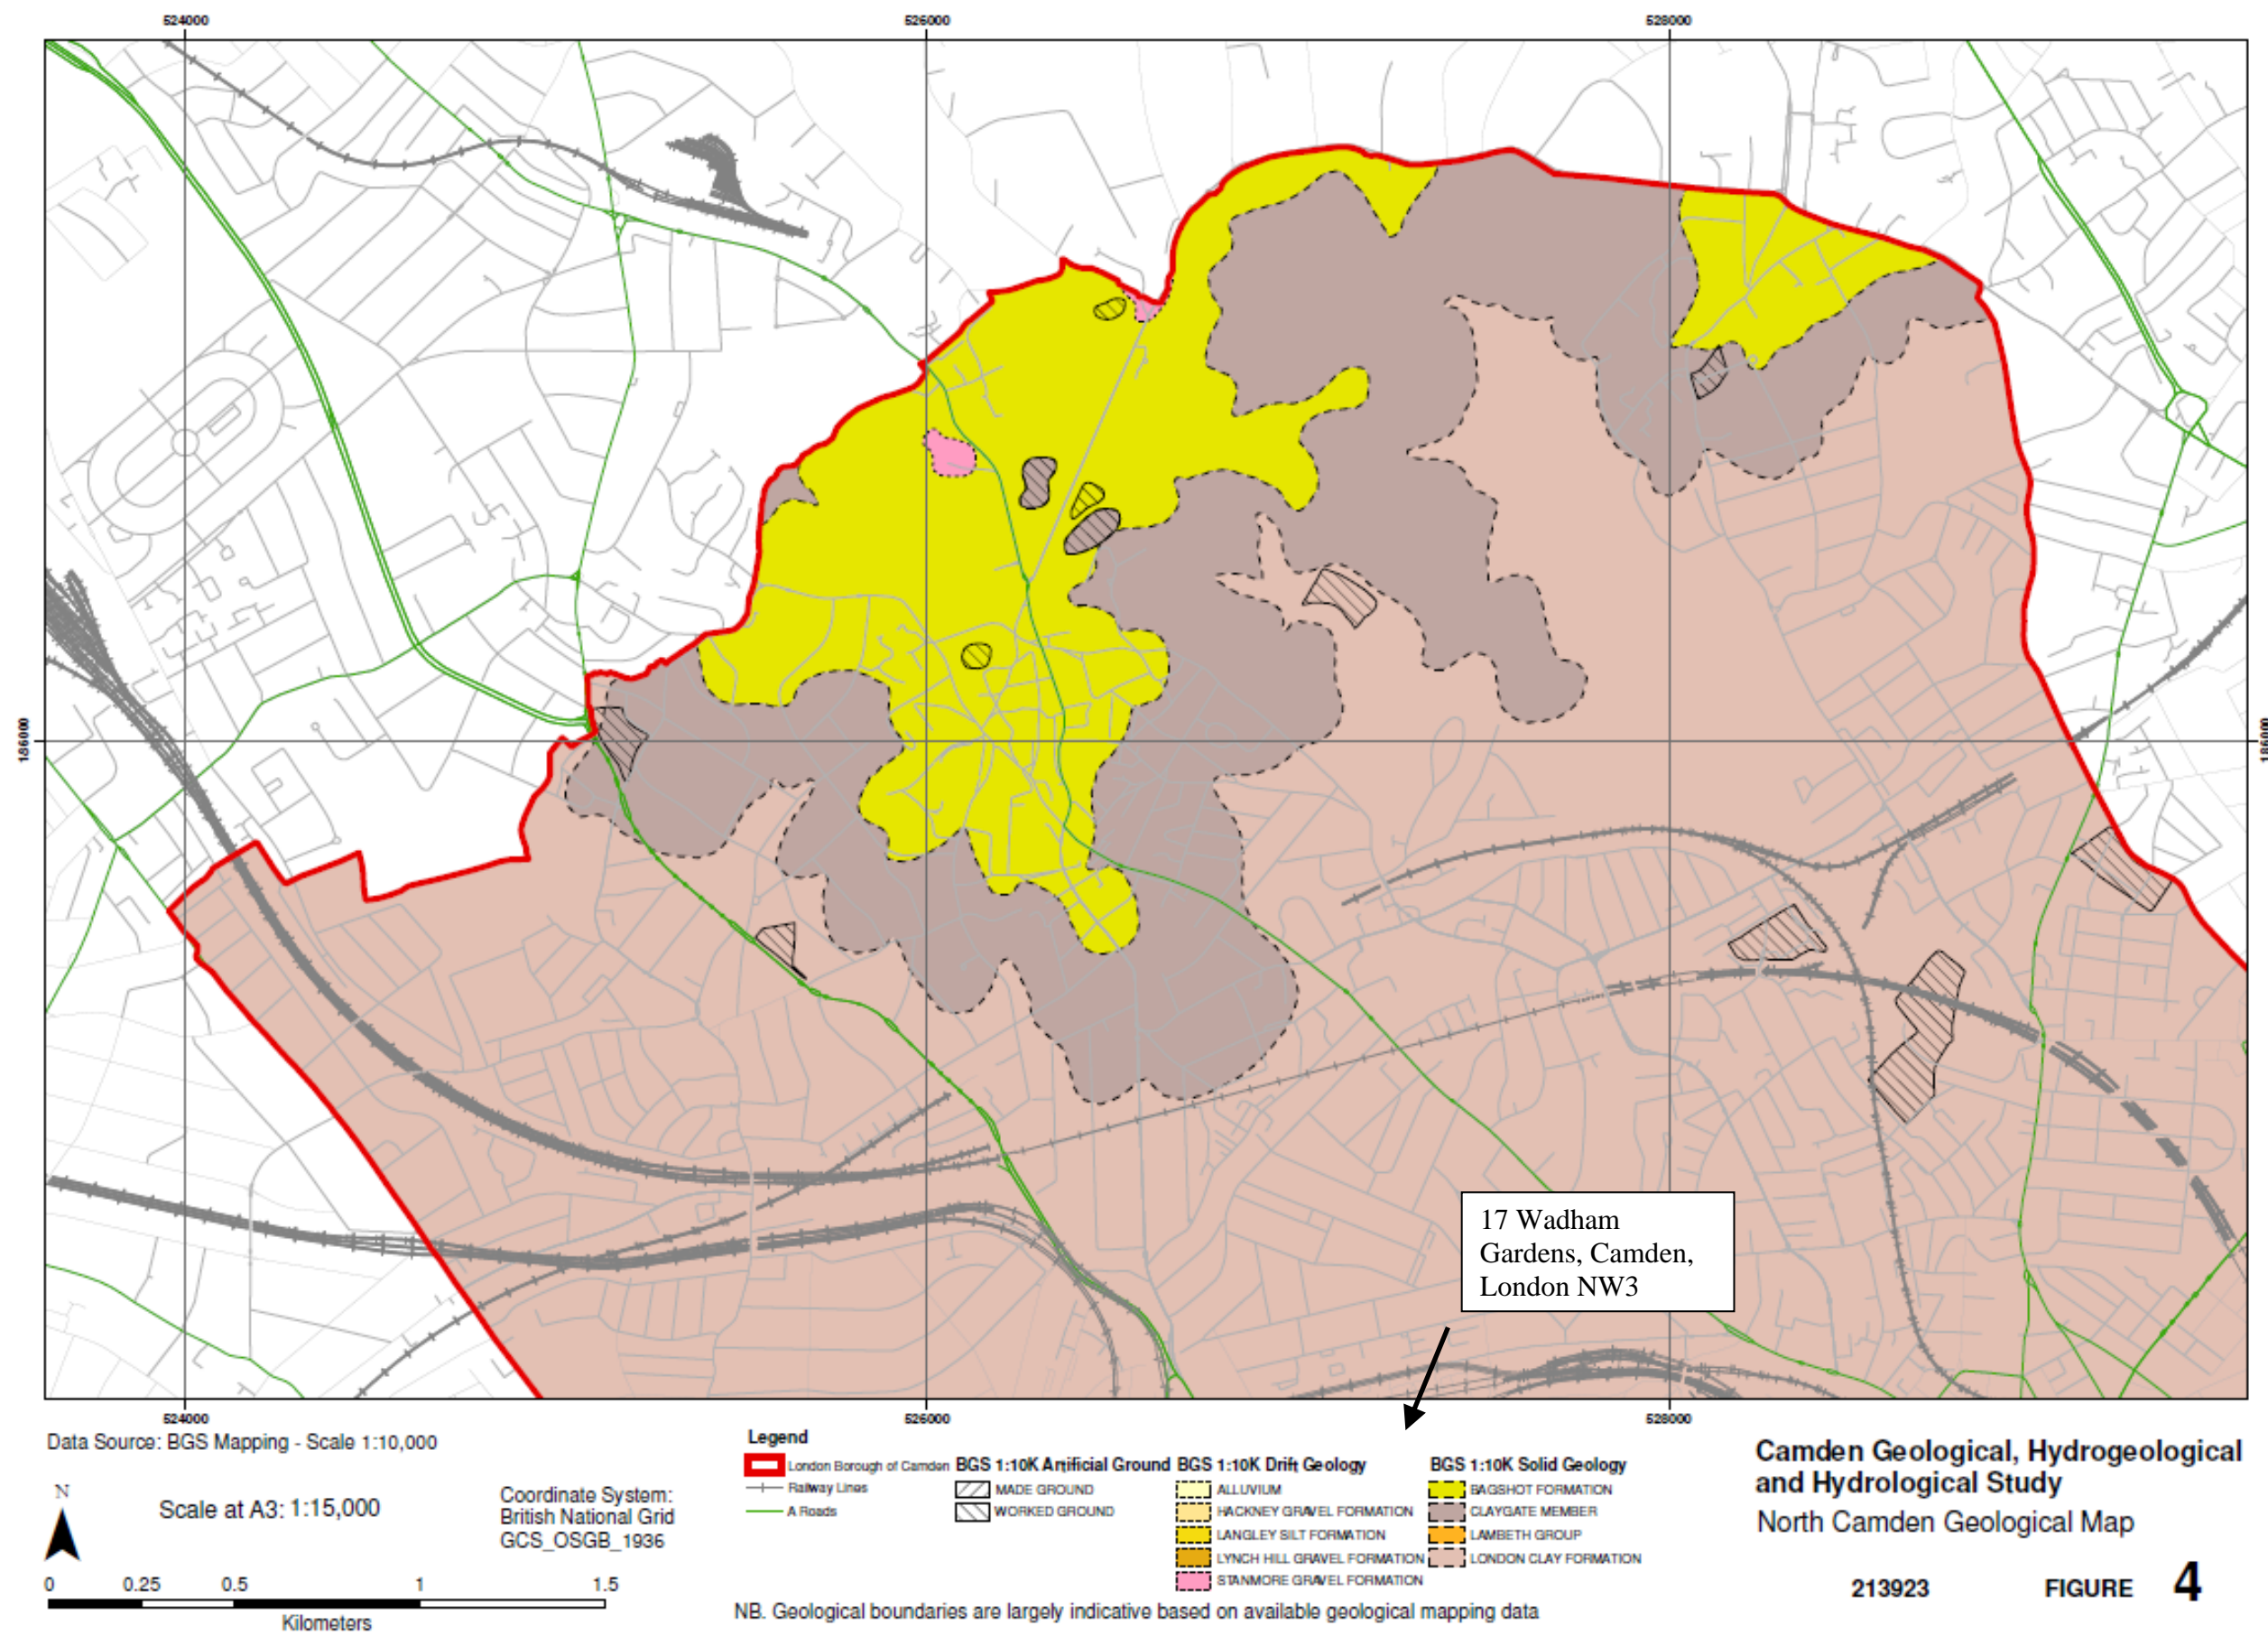 524000
526000
528000
186000
186000
17 Wadham
Gardens, Camden,
London NW3
524000
526000
528000
Data Source: BGS Mapping - Scale 1:10,000
N
Scale at A3: 1:15,000
Coordinate System:
British National Grid
GCS_OSGB_1936
0 0.25 0.5 1 1.5
Kilometers
Legend
London Borough of Camden
Railway Lines
A Roads
BGS 1:10K Artificial Ground
MADE GROUND
WORKED GROUND
BGS 1:10K Drift Geology
ALLUVIUM
HACKNEY GRAVEL FORMATION
LANGLEY SILT FORMATION
LYNCH HILL GRAVEL FORMATION
STANMORE GRAVEL FORMATION
BGS 1:10K Solid Geology
BAGSHOT FORMATION
CLAYGATE MEMBER
LAMBETH GROUP
LONDON CLAY FORMATION
NB. Geological boundaries are largely indicative based on available geological mapping data
Camden Geological, Hydrogeological
and Hydrological Study
North Camden Geological Map
213923 FIGURE 4